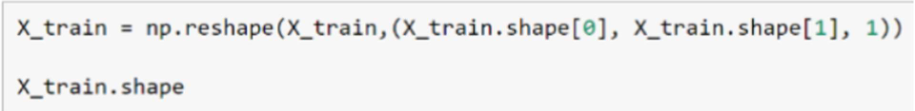 X_train = np.reshape(X_train,(X_train.shape[0], X_train.shape[1], 1))
X_train.shape